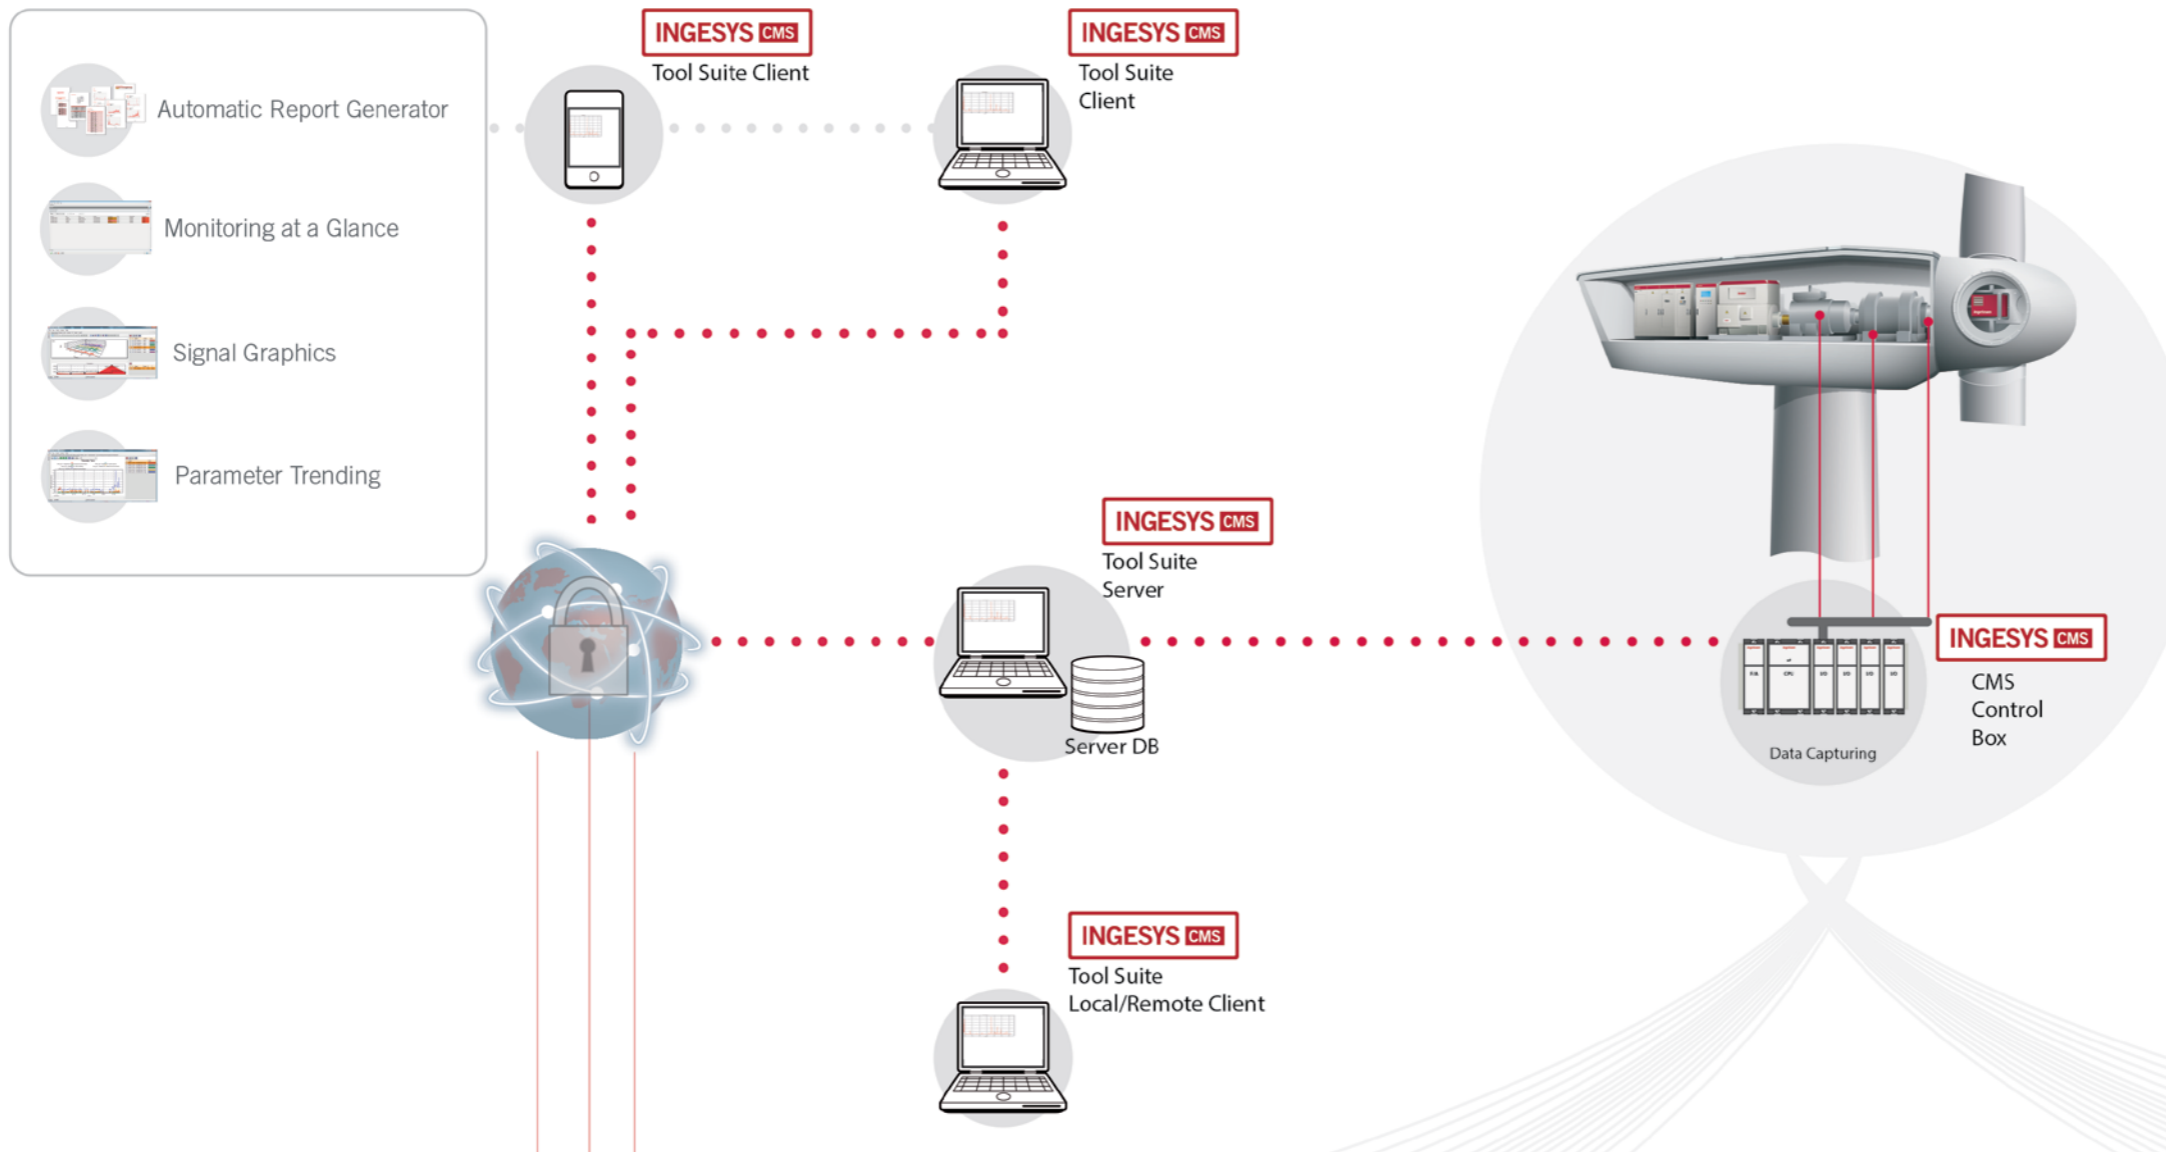 Automatic Report Generator
Monitoring at a Glance
Signal Graphics
Parameter Trending
INGESYS CMS
Tool Suite Client
INGESYS CMS
Tool Suite
Client
INGESYS CMS
Tool Suite
Server
Server DB
INGESYS CMS
Tool Suite
Local/Remote Client
INGESYS CMS
CMS
Control
Box
CPU
I/O
I/O
I/O
I/O
Data Capturing